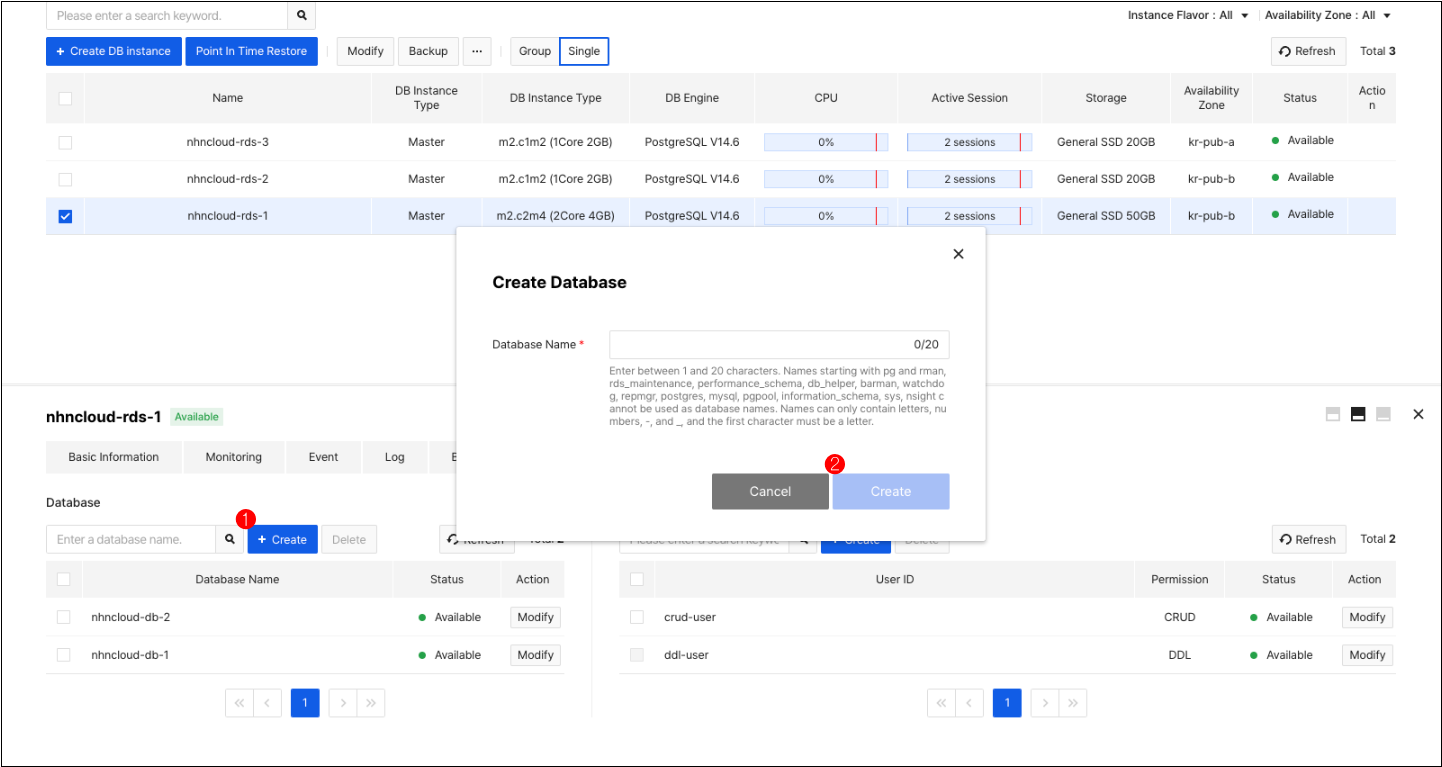 Please enter a search keyword.
Instance Flavor : All
Availability Zone : All
+ Create DB instance
Point In Time Restore
Modify
Backup
···
Group
Single
Refresh
Total 3
Name
DB Instance
Type
DB Instance Type
DB Engine
CPU
Active Session
Storage
Availability
Zone
Status
Actio
n
nhncloud-rds-3 Master m2.c1m2 (1Core 2GB) PostgreSQL V14.6 0% 2 sessions General SSD 20GB kr-pub-a Available
nhncloud-rds-2 Master m2.c1m2 (1Core 2GB) PostgreSQL V14.6 0% 2 sessions General SSD 20GB kr-pub-b Available
nhncloud-rds-1 Master m2.c2m4 (2Core 4GB) PostgreSQL V14.6 0% 2 sessions General SSD 50GB kr-pub-b Available
Create Database
Database Name *
0/20
Enter between 1 and 20 characters. Names starting with pg and rman,
rds_maintenance, performance_schema, db_helper, barman, watchdo
g, repmgr, postgres, mysql, pgpool, information_schema, sys, nsight c
annot be used as database names. Names can only contain letters, nu
mbers, -, and _, and the first character must be a letter.
2
Cancel
Create
nhncloud-rds-1 Available
Basic Information
Monitoring
Event
Log
Database
1
Enter a database name.
+ Create
Delete
Refresh
Total 2
Please enter a search keywo
+ Create
Delete
Refresh
Total 2
Database Name Status Action
nhncloud-db-2 Available Modify
nhncloud-db-1 Available Modify
1
User ID Permission Status Action
crud-user CRUD Available Modify
ddl-user DDL Available Modify
1